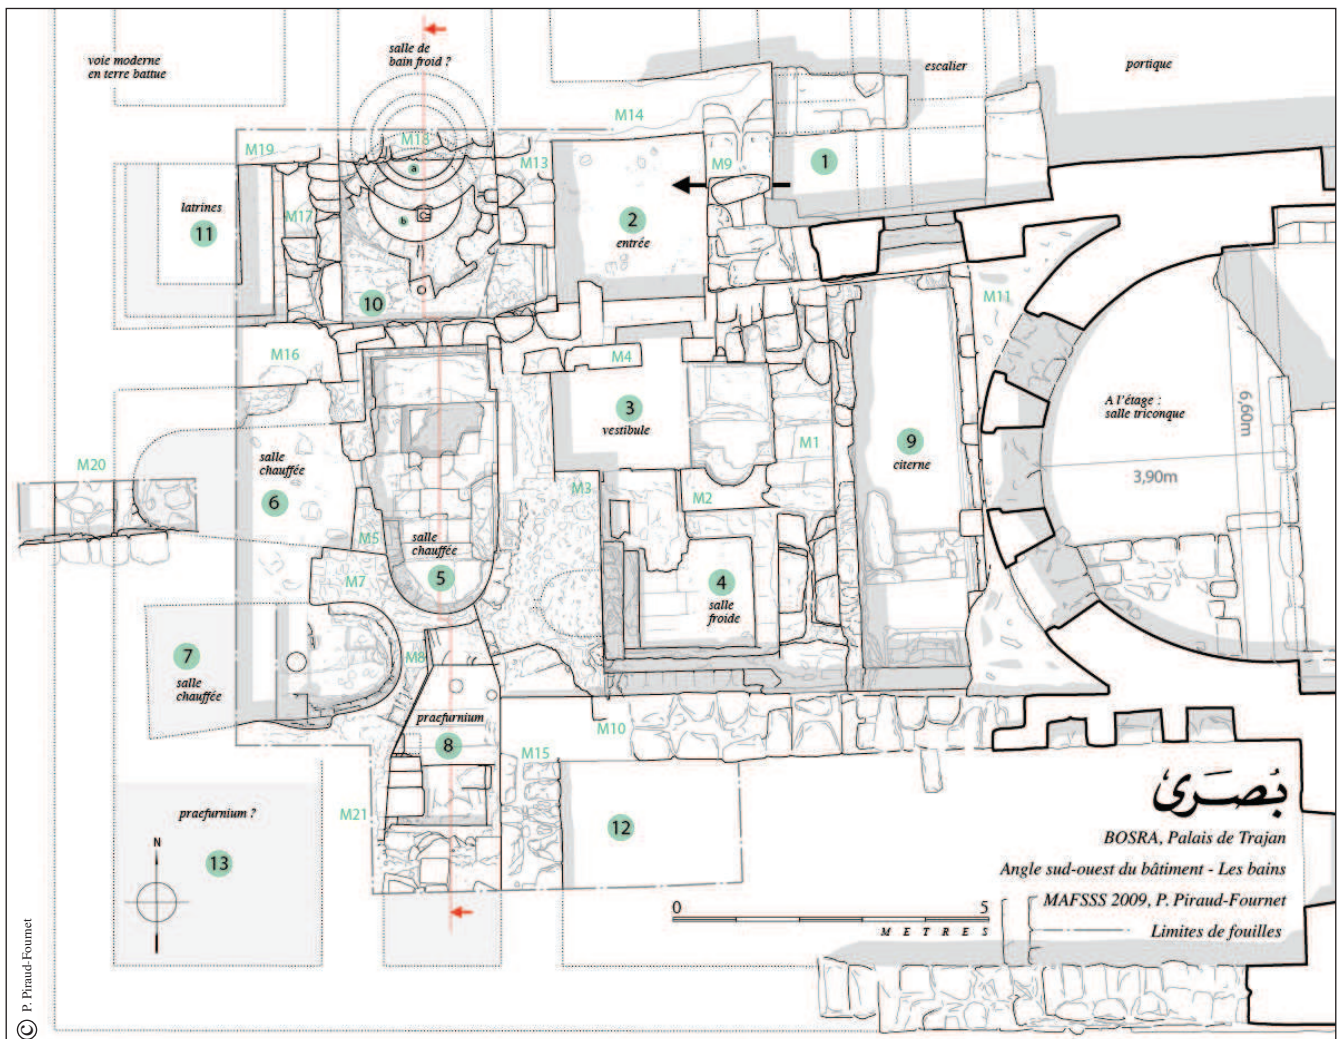 voie moderne
en terre battue
salle de
bain froid ?
escalier
portique
M14
M19
M18
a
M13
M9
1
latrines
11
M17
b
2
entrée
10
M11
M16
M4
3
vestibule
A l'étage :
salle triconque
6,60m
M20
salle
chauffée
6
M1
9
citerne
3,90m
M3
M2
M5
salle
chauffée
5
M7
4
salle
froide
7
salle
chauffée
M8
praefurnium
8
M10
M15
praefurnium ?
M21
12
13
N
بُصرَى
BOSRA, Palais de Trajan
Angle sud-ouest du bâtiment - Les bains
MAFSSS 2009, P. Piraud-Fournet
Limites de fouilles
0 5
METRES
© P. Piraud-Fournet